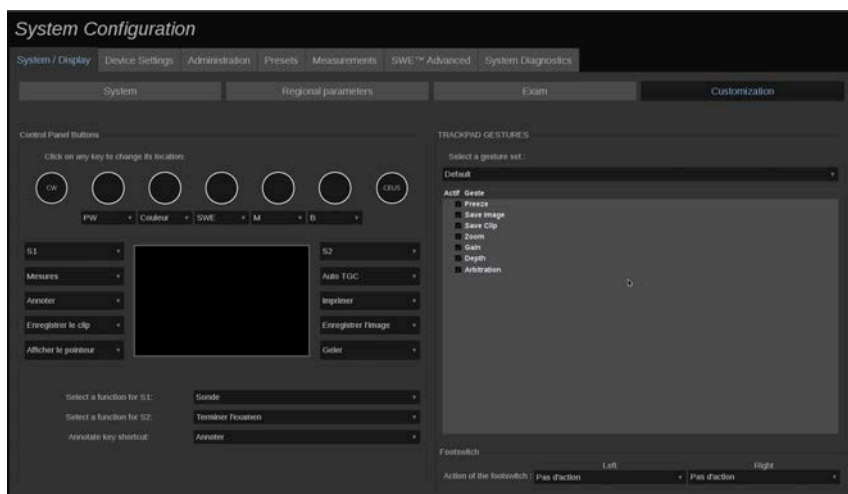 System Configuration
System / Display Device Settings Administration Presets Measurements SWE™ Advanced System Diagnostics
System Regional parameters Exam Customization
Control Panel Buttons
Click on any key to change its location:
CW CEUS
PW Couleur SWE M B
S1 S2
Mesures Auto TGC
Annoter Imprimer
Enregistrer le clip Enregistrer l'image
Afficher le pointeur Geler
Select a function for S1: Sonde
Select a function for S2: Terminer l'examen
Annotate key shortcut: Annoter
TRACKPAD GESTURES
Select a gesture set :
Default
Actif Geste
Freeze
Save Image
Save Clip
Zoom
Gain
Depth
Arbitration
Footswitch
Left Right
Action of the footswitch : Pas d'action Pas d'action